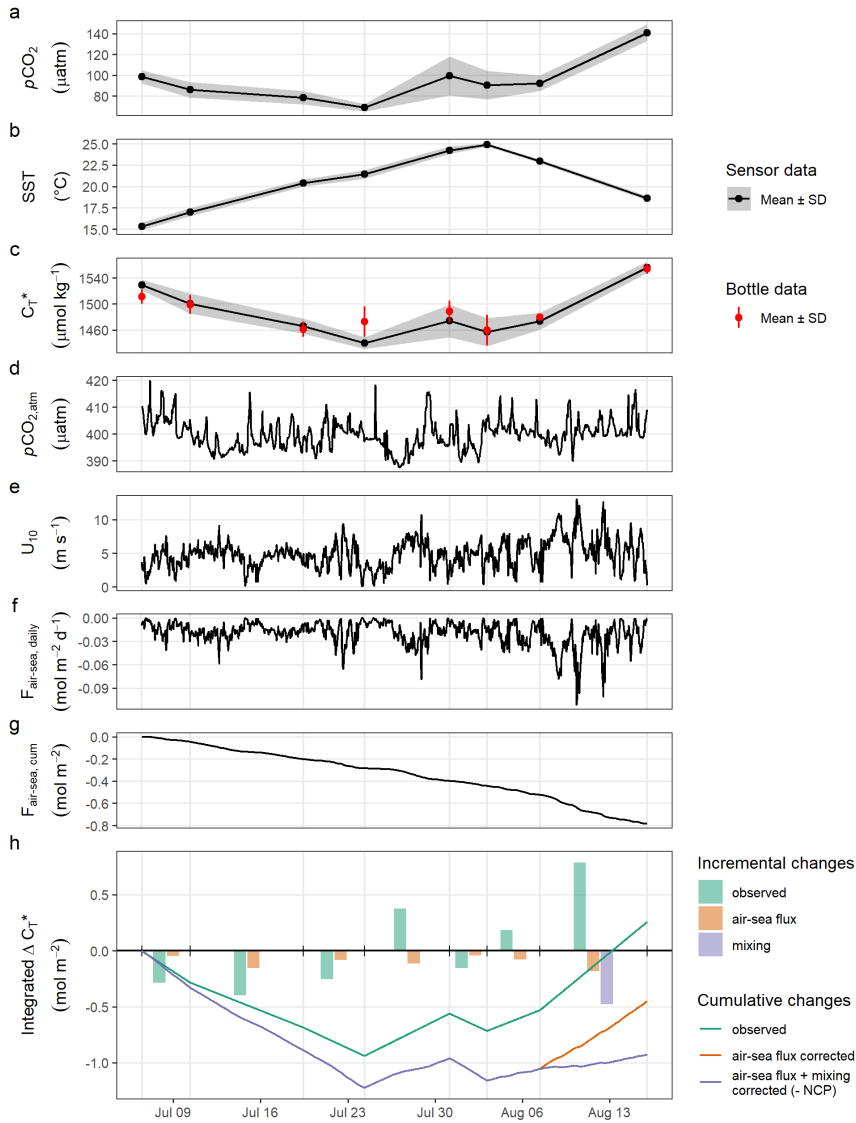 a
pCO₂
(µatm)
140
120
100
80
b
SST
(°C)
25.0
22.5
20.0
17.5
15.0
Sensor data
Mean ± SD
c
C_T*
(µmol kg⁻¹)
1540
1500
1460
Bottle data
Mean ± SD
d
pCO₂,atm
(µatm)
420
400
390
e
U₁₀
(m s⁻¹)
10
5
0
f
F air-sea, daily
(mol m⁻² d⁻¹)
0.00
-0.03
-0.06
-0.09
g
F air-sea, cum
(mol m⁻²)
0.0
-0.2
-0.4
-0.6
-0.8
h
Integrated Δ C_T*
(mol m⁻²)
0.5
0.0
-0.5
-1.0
Jul 09
Jul 16
Jul 23
Jul 30
Aug 06
Aug 13
Incremental changes
observed
air-sea flux
mixing
Cumulative changes
observed
air-sea flux corrected
air-sea flux + mixing
corrected (- NCP)